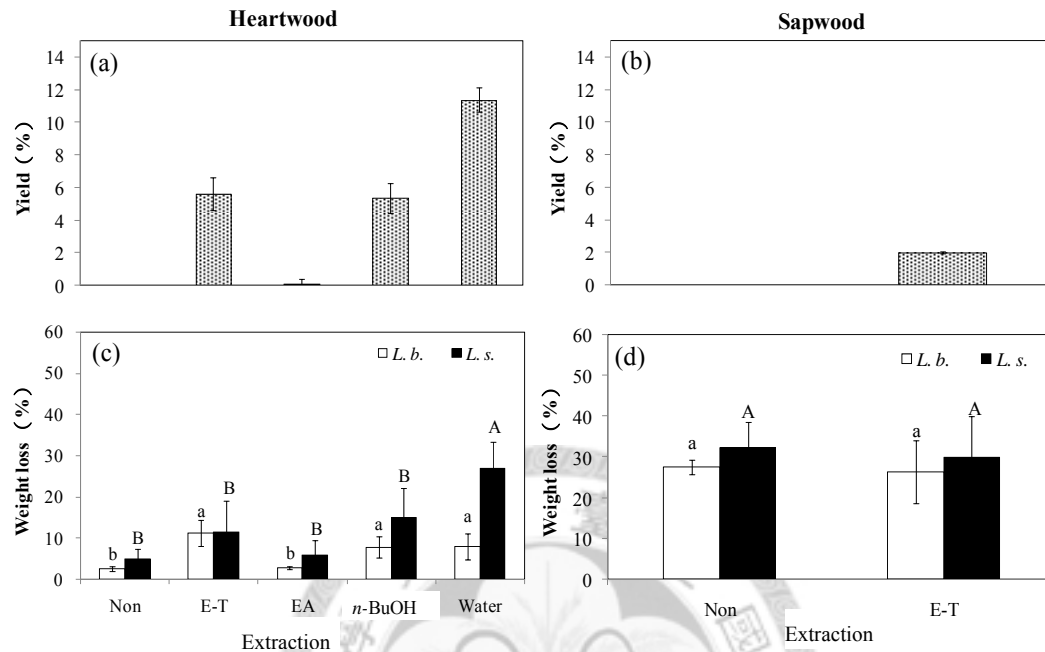 Heartwood
Sapwood
(a)
Yield ( % )
14
12
10
8
6
4
2
0
(b)
Yield ( % )
14
12
10
8
6
4
2
0
(c)
L. b.
L. s.
Weight loss ( % )
60
50
40
30
20
10
0
b
B
a
B
b
B
a
B
a
A
Non
E-T
EA
n-BuOH
Water
Extraction
(d)
L. b.
L. s.
Weight loss ( % )
60
50
40
30
20
10
0
a
A
a
A
Non
E-T
Extraction
國